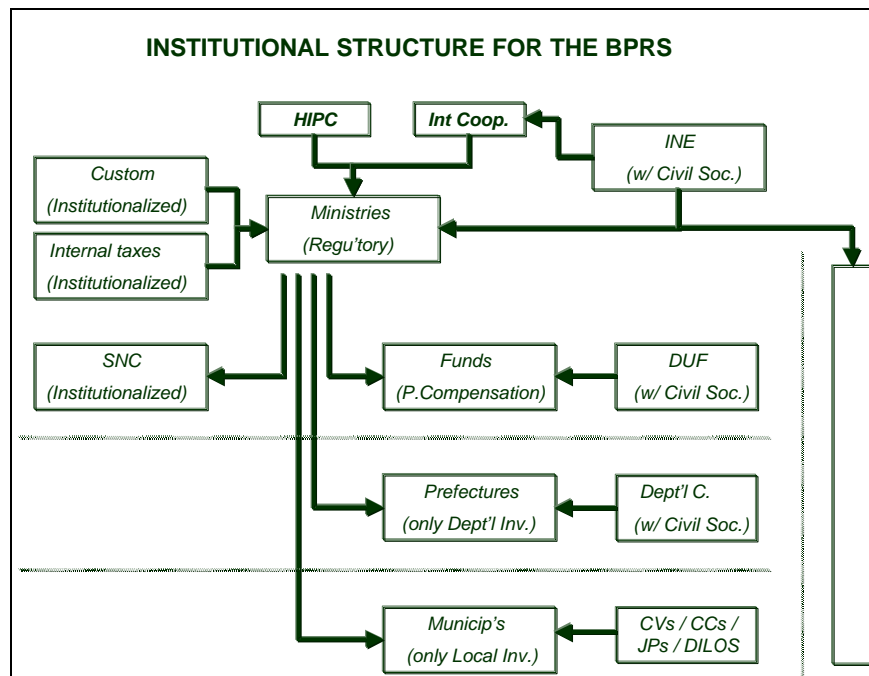 INSTITUTIONAL STRUCTURE FOR THE BPRS
HIPC
Int Coop.
INE
(w/ Civil Soc.)
Custom
(Institutionalized)
Ministries
(Regu'tory)
Internal taxes
(Institutionalized)
SNC
(Institutionalized)
Funds
(P.Compensation)
DUF
(w/ Civil Soc.)
Prefectures
(only Dept'l Inv.)
Dept'l C.
(w/ Civil Soc.)
Municip's
(only Local Inv.)
CVs / CCs /
JPs / DILOS